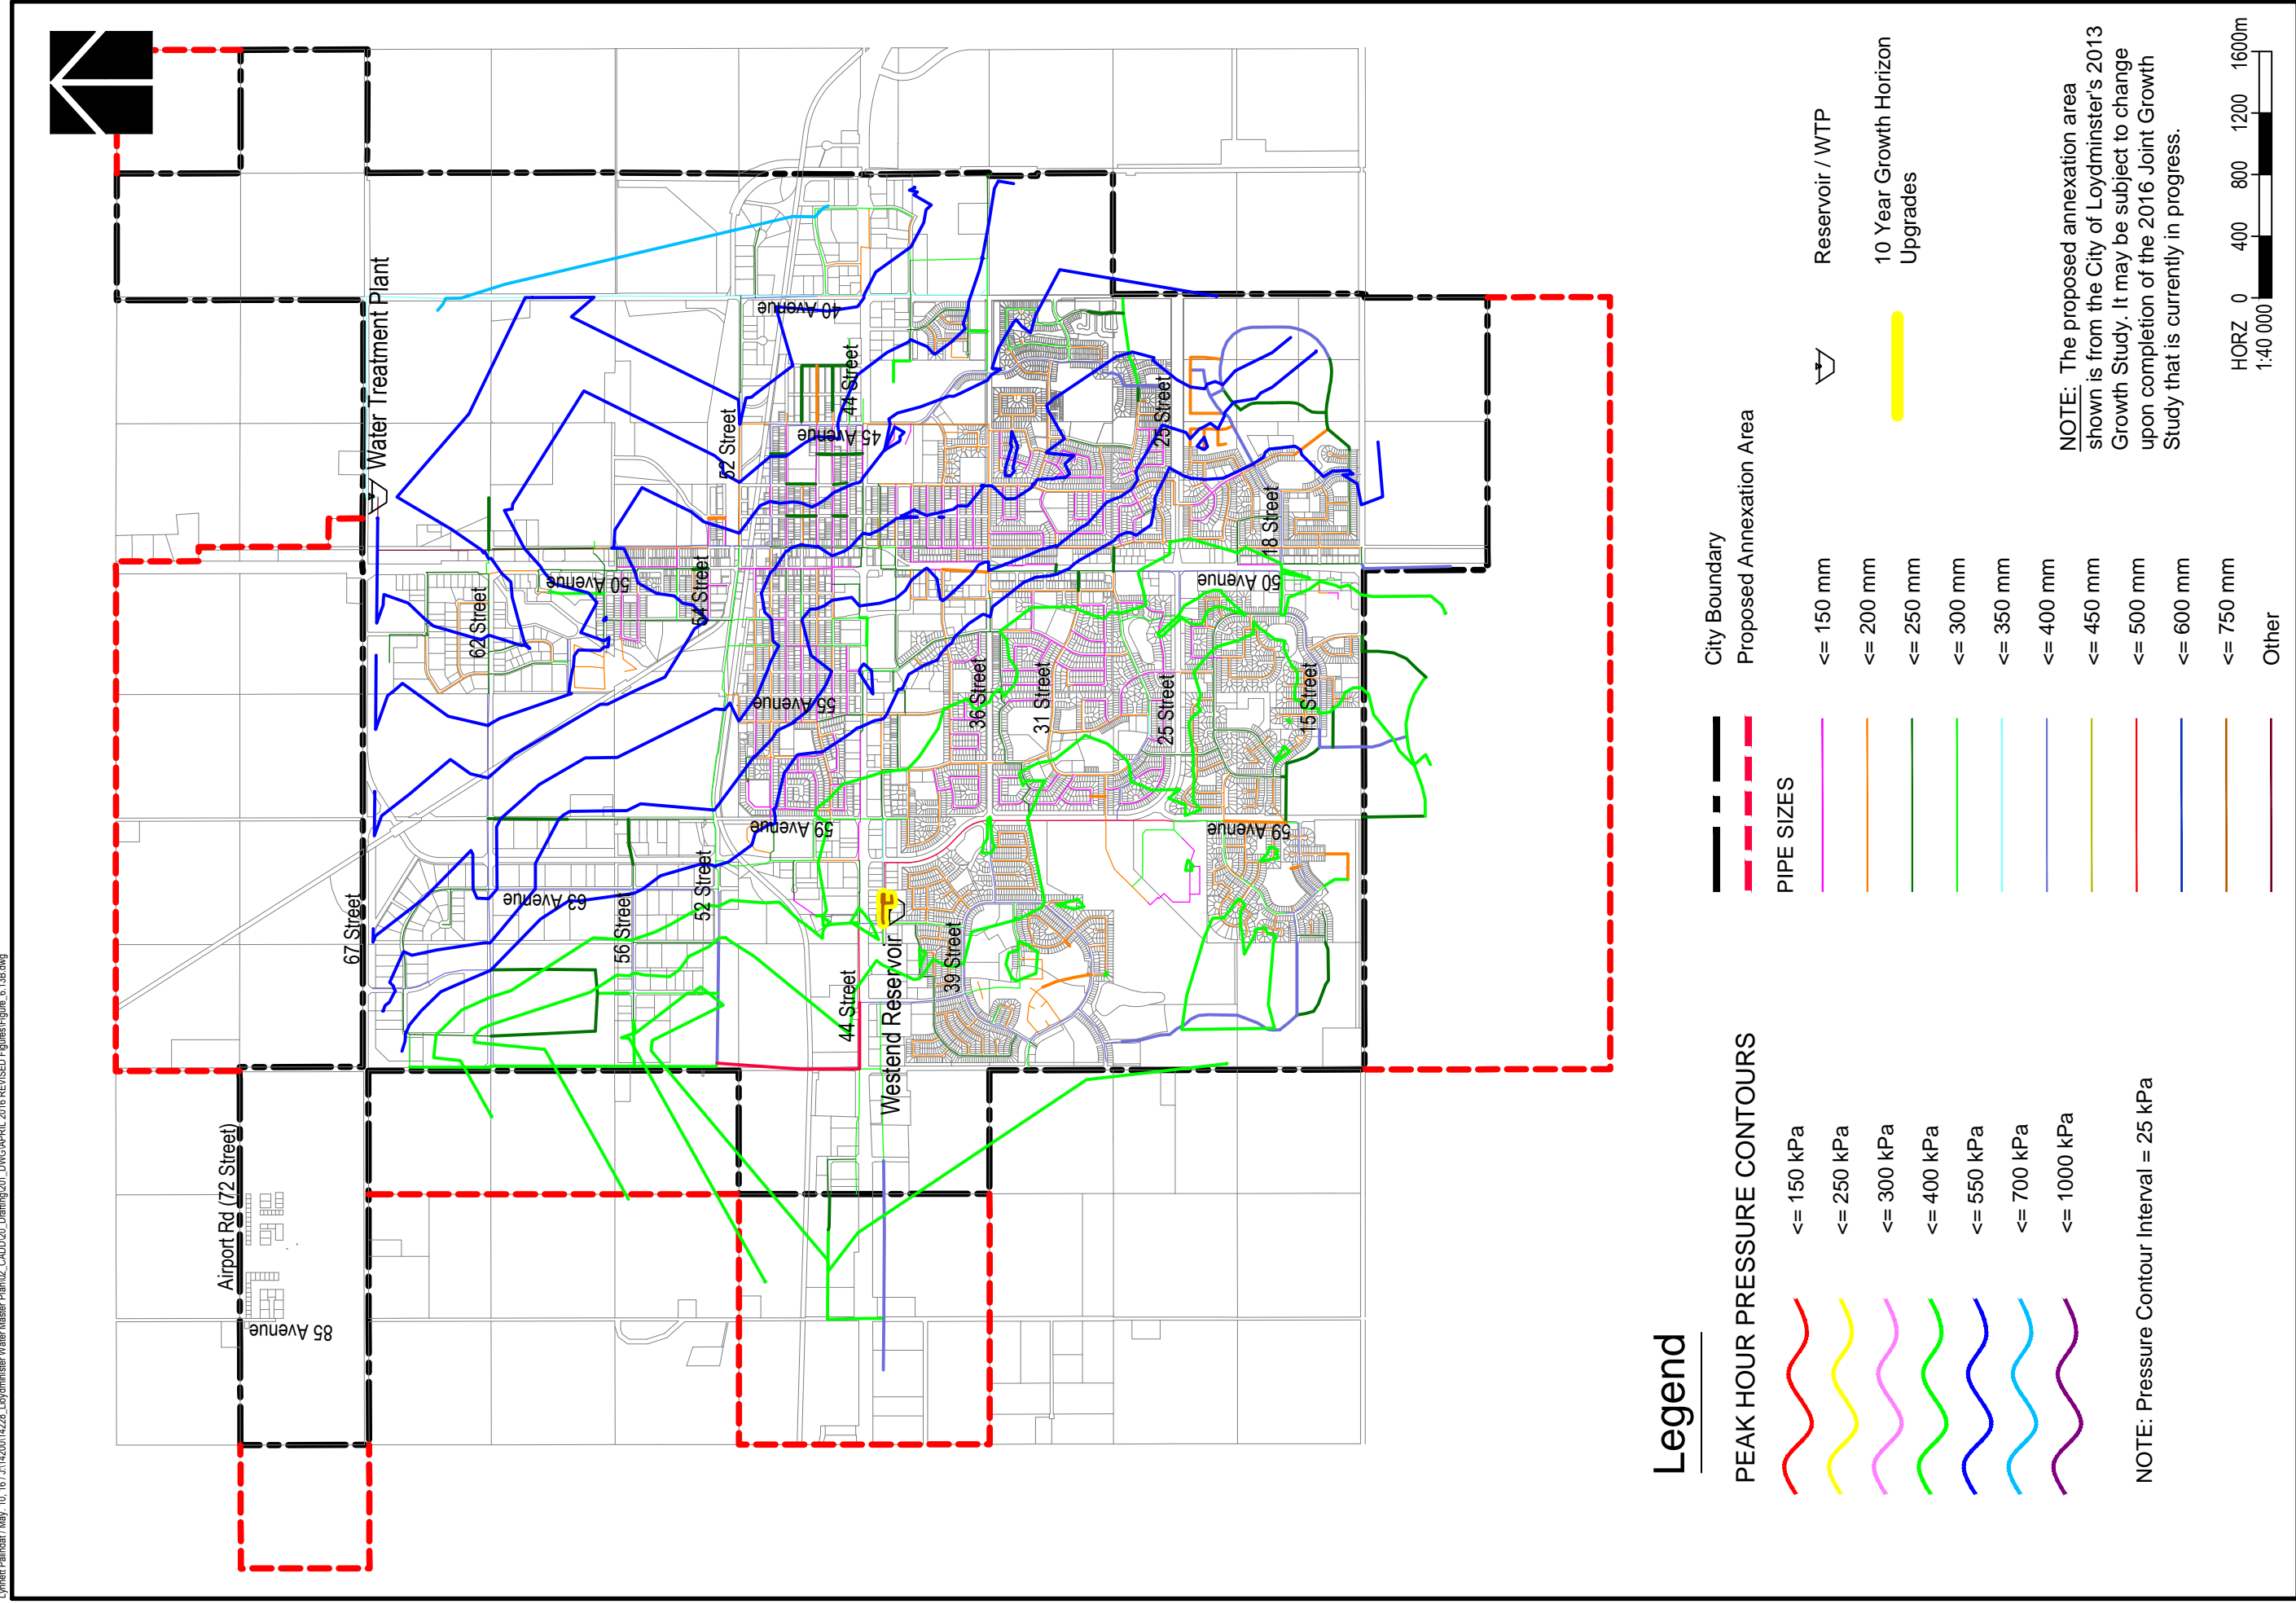 Airport Rd (72 Street)
85 Avenue
67 Street
Water Treatment Plant
62 Street
50 Avenue
63 Avenue
56 Street
54 Street
52 Street
52 Street
40 Avenue
44 Street
45 Avenue
55 Avenue
59 Avenue
44 Street
Westend Reservoir
39 Street
36 Street
31 Street
25 Street
25 Street
18 Street
50 Avenue
59 Avenue
15 Street
Legend
PEAK HOUR PRESSURE CONTOURS
<= 150 kPa
<= 250 kPa
<= 300 kPa
<= 400 kPa
<= 550 kPa
<= 700 kPa
<= 1000 kPa
NOTE: Pressure Contour Interval = 25 kPa
City Boundary
Proposed Annexation Area
PIPE SIZES
<= 150 mm
<= 200 mm
<= 250 mm
<= 300 mm
<= 350 mm
<= 400 mm
<= 450 mm
<= 500 mm
<= 600 mm
<= 750 mm
Other
Reservoir / WTP
10 Year Growth Horizon
Upgrades
NOTE: The proposed annexation area
shown is from the City of Loydminster's 2013
Growth Study. It may be subject to change
upon completion of the 2016 Joint Growth
Study that is currently in progress.
HORZ 0 400 800 1200 1600m
1:40 000